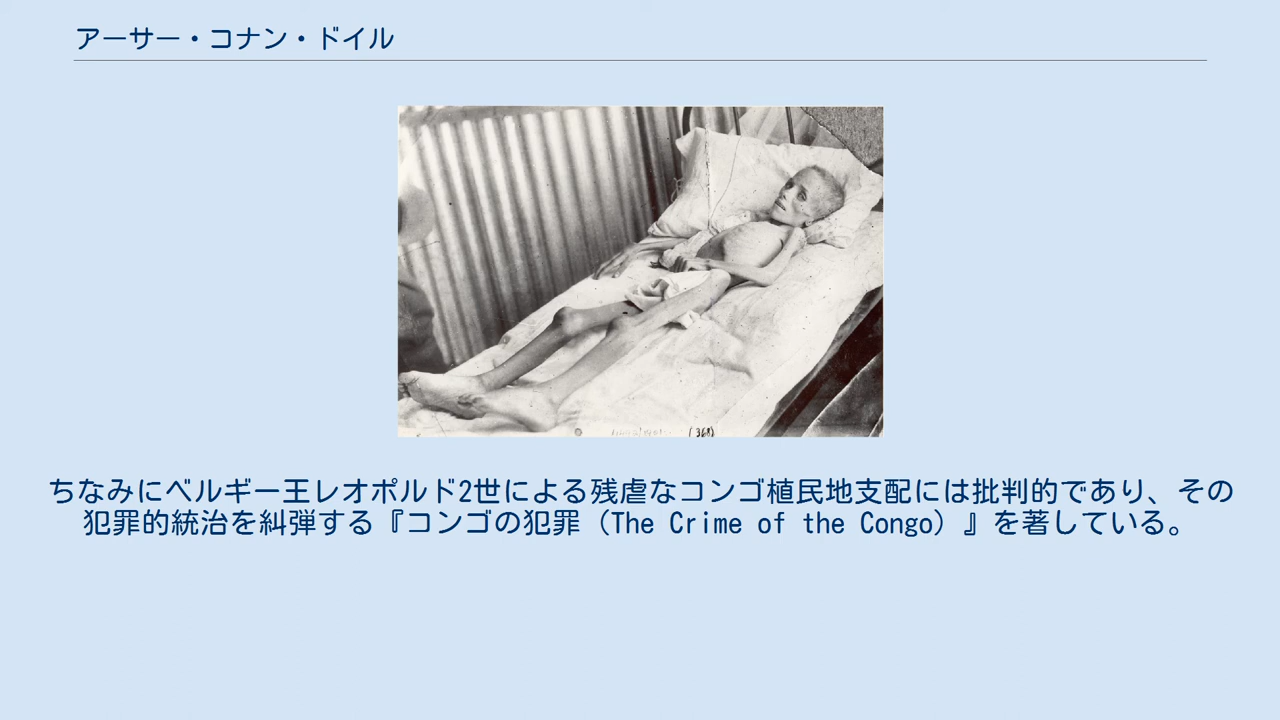 アーサー・コナン・ドイル
(368)
ちなみにベルギー王レオポルド2世による残虐なコンゴ植民地支配には批判的であり、その
犯罪的統治を糾弾する『コンゴの犯罪（The Crime of the Congo）』を著している。